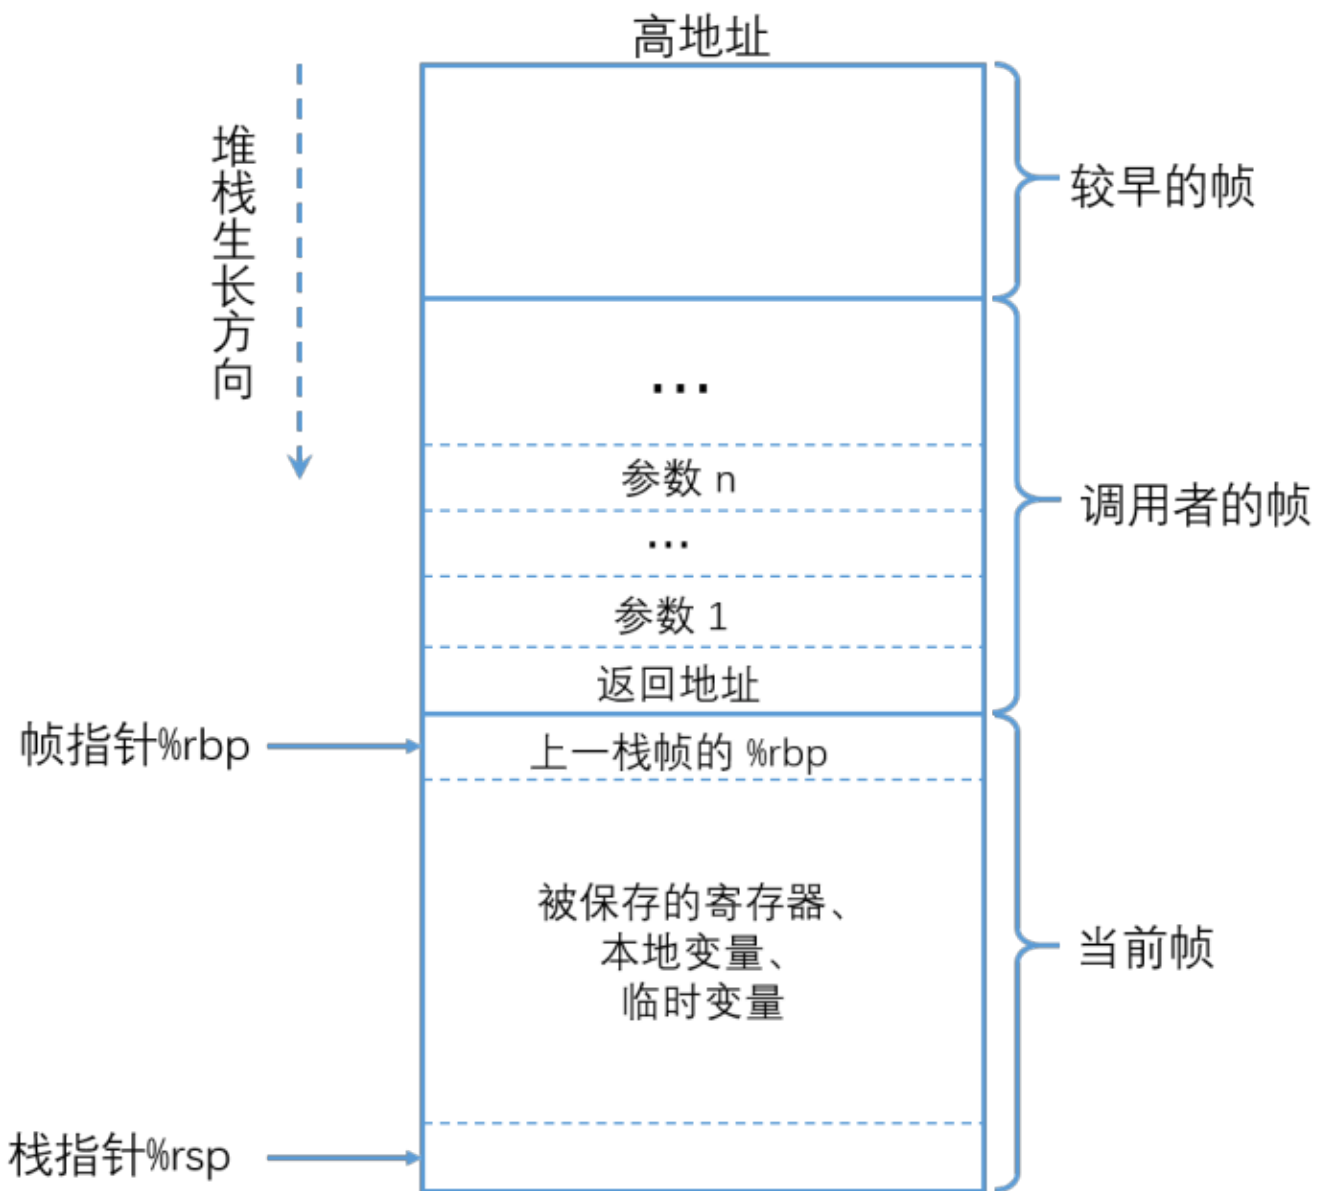 高地址
堆栈生长方向
较早的帧
...
参数 n
...
参数 1
返回地址
调用者的帧
帧指针%rbp
上一栈帧的 %rbp
被保存的寄存器、
本地变量、
临时变量
当前帧
栈指针%rsp